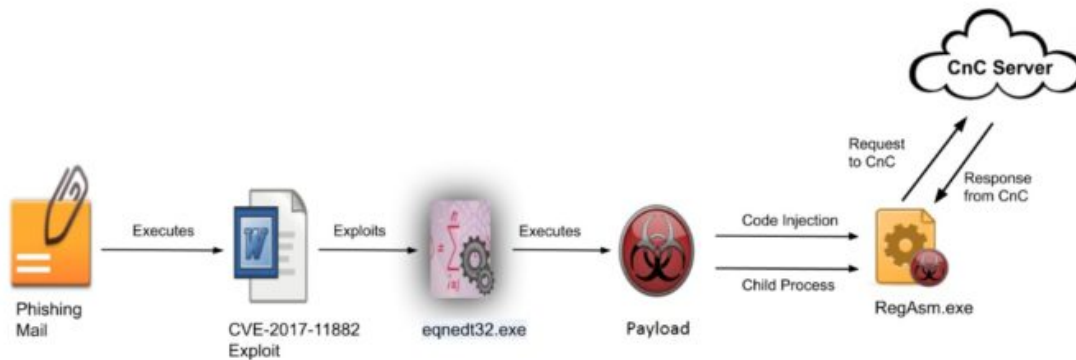 CnC Server
Request
to CnC
Response
from CnC
Executes
Exploits
Executes
Code Injection
Child Process
W
Phishing
Mail
CVE-2017-11882
Exploit
eqnedt32.exe
Payload
RegAsm.exe